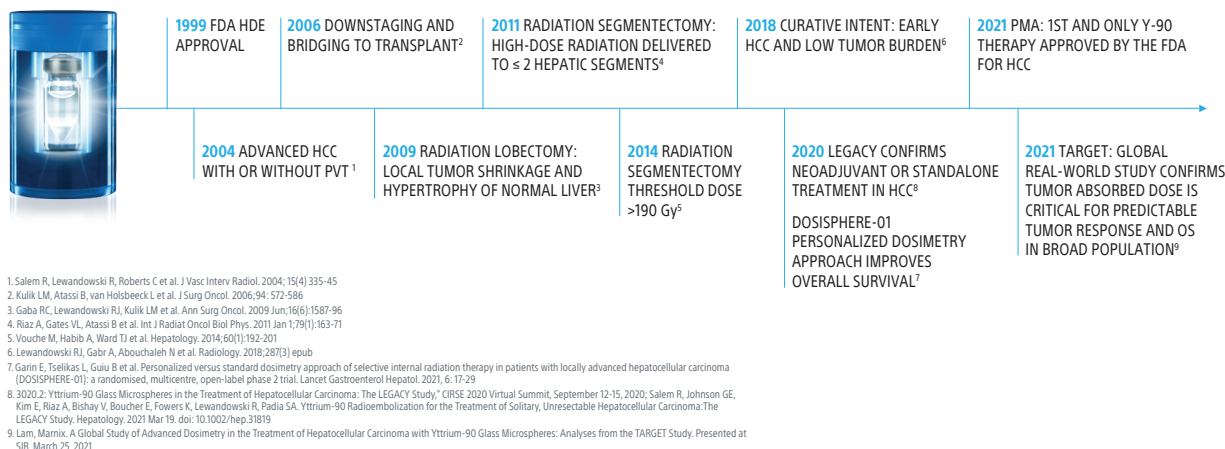 1999 FDA HDE
APPROVAL
2006 DOWNSTAGING AND
BRIDGING TO TRANSPLANT2
2011 RADIATION SEGMENTECTOMY:
HIGH-DOSE RADIATION DELIVERED
TO ≤ 2 HEPATIC SEGMENTS4
2018 CURATIVE INTENT: EARLY
HCC AND LOW TUMOR BURDEN6
2021 PMA: 1ST AND ONLY Y-90
THERAPY APPROVED BY THE FDA
FOR HCC
2004 ADVANCED HCC
WITH OR WITHOUT PVT 1
2009 RADIATION LOBECTOMY:
LOCAL TUMOR SHRINKAGE AND
HYPERTROPHY OF NORMAL LIVER3
2014 RADIATION
SEGMENTECTOMY
THRESHOLD DOSE
>190 Gy5
2020 LEGACY CONFIRMS
NEOADJUVANT OR STANDALONE
TREATMENT IN HCC8
DOSISPHERE-01
PERSONALIZED DOSIMETRY
APPROACH IMPROVES
OVERALL SURVIVAL7
2021 TARGET: GLOBAL
REAL-WORLD STUDY CONFIRMS
TUMOR ABSORBED DOSE IS
CRITICAL FOR PREDICTABLE
TUMOR RESPONSE AND OS
IN BROAD POPULATION9
1. Salem R, Lewandowski R, Roberts C et al. J Vasc Interv Radiol. 2004; 15(4) 335-45
2. Kulik LM, Atassi B, van Holsbeeck L et al. J Surg Oncol. 2006;94: 572-586
3. Gaba RC, Lewandowski RJ, Kulik LM et al. Ann Surg Oncol. 2009 Jun;16(6):1587-96
4. Riaz A, Gates VL, Atassi B et al. Int J Radiat Oncol Biol Phys. 2011 Jan 1;79(1):163-71
5. Vouche M, Habib A, Ward TJ et al. Hepatology. 2014;60(1):192-201
6. Lewandowski RJ, Gabr A, Abouchaleh N et al. Radiology. 2018;287(3) epub
7. Garin E, Tselikas L, Guiu B et al. Personalized versus standard dosimetry approach of selective internal radiation therapy in patients with locally advanced hepatocellular carcinoma
(DOSISPHERE-01): a randomised, multicentre, open-label phase 2 trial. Lancet Gastroenterol Hepatol. 2021, 6: 17-29
8. 3020.2: Yttrium-90 Glass Microspheres in the Treatment of Hepatocellular Carcinoma: The LEGACY Study," CIRSE 2020 Virtual Summit, September 12-15, 2020; Salem R, Johnson GE,
Kim E, Riaz A, Bishay V, Boucher E, Fowers K, Lewandowski R, Padia SA. Yttrium-90 Radioembolization for the Treatment of Solitary, Unresectable Hepatocellular Carcinoma:The
LEGACY Study. Hepatology. 2021 Mar 19. doi: 10.1002/hep.31819
9. Lam, Marnix. A Global Study of Advanced Dosimetry in the Treatment of Hepatocellular Carcinoma with Yttrium-90 Glass Microspheres: Analyses from the TARGET Study. Presented at
SIR, March 25, 2021